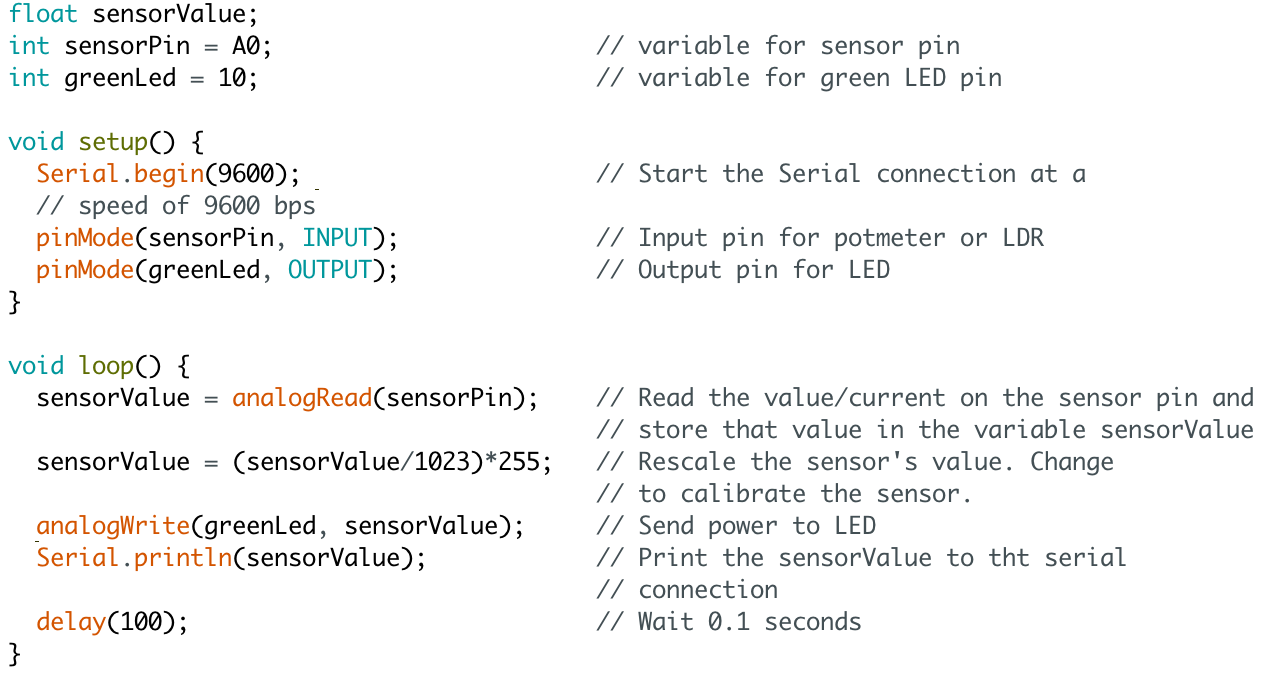 float sensorValue;
int sensorPin = A0; // variable for sensor pin
int greenLed = 10; // variable for green LED pin
void setup() {
Serial.begin(9600); // Start the Serial connection at a
// speed of 9600 bps
pinMode(sensorPin, INPUT); // Input pin for potmeter or LDR
pinMode(greenLed, OUTPUT); // Output pin for LED
}
void loop() {
sensorValue = analogRead(sensorPin); // Read the value/current on the sensor pin and
// store that value in the variable sensorValue
sensorValue = (sensorValue/1023)*255; // Rescale the sensor's value. Change
// to calibrate the sensor.
analogWrite(greenLed, sensorValue); // Send power to LED
Serial.println(sensorValue); // Print the sensorValue to tht serial
// connection
delay(100); // Wait 0.1 seconds
}